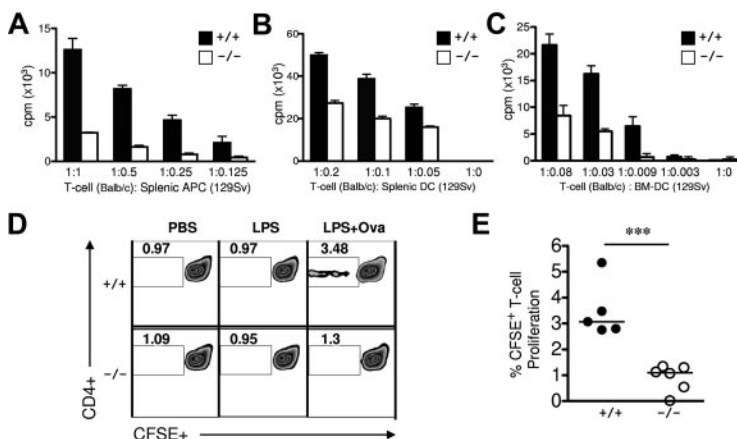 A
+/+
−/−
cpm (x10³)
15
10
5
0
1:1 1:0.5 1:0.25 1:0.125
T-cell (Balb/c): Splenic APC (129Sv)
B
+/+
−/−
cpm (x10³)
60
40
20
0
1:0.2 1:0.1 1:0.05 1:0
T-cell (Balb/c): Splenic DC (129Sv)
C
+/+
−/−
cpm (x10³)
25
20
15
10
5
0
1:0.08 1:0.03 1:0.009 1:0.003 1:0
T-cell (Balb/c) : BM-DC (129Sv)
D
PBS LPS LPS+Ova
+/+
0.97 0.97 3.48
−/−
1.09 0.95 1.3
CD4+
CFSE+
E
***
% CFSE⁺ T-cell
Proliferation
6
5
4
3
2
1
0
+/+ −/−